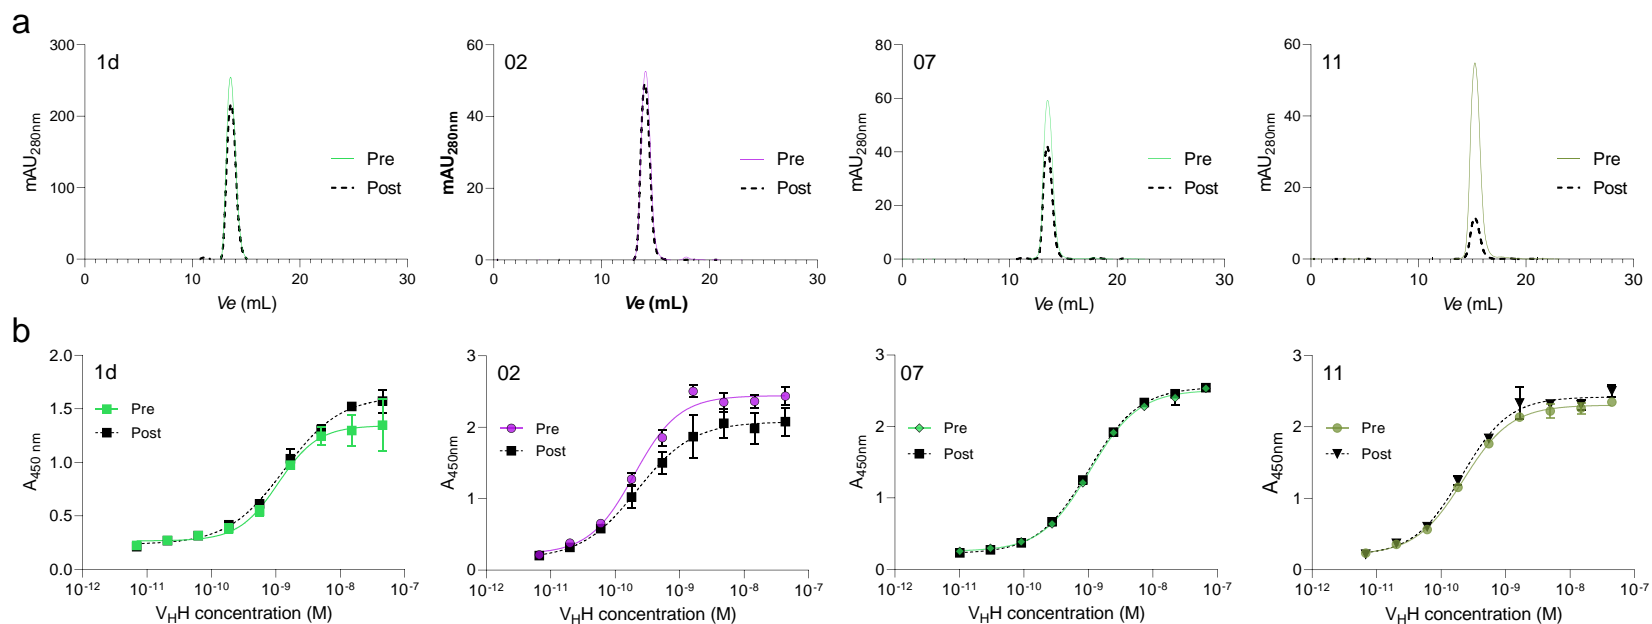 a
1d
300
200
100
0
mAU280nm
0 10 20 30
Ve (mL)
Pre
Post
02
60
40
20
0
mAU280nm
0 10 20 30
Ve (mL)
Pre
Post
07
80
60
40
20
0
mAU280nm
0 10 20 30
Ve (mL)
Pre
Post
11
60
40
20
0
mAU280nm
0 10 20 30
Ve (mL)
Pre
Post
b
1d
2.0
1.5
1.0
0.5
0.0
A450 nm
Pre
Post
10-12 10-11 10-10 10-9 10-8 10-7
VHH concentration (M)
02
3
2
1
0
A450nm
Pre
Post
10-12 10-11 10-10 10-9 10-8 10-7
VHH concentration (M)
07
3
2
1
0
A450nm
Pre
Post
10-12 10-11 10-10 10-9 10-8 10-7
VHH concentration (M)
11
3
2
1
0
A450nm
Pre
Post
10-12 10-11 10-10 10-9 10-8 10-7
VHH concentration (M)